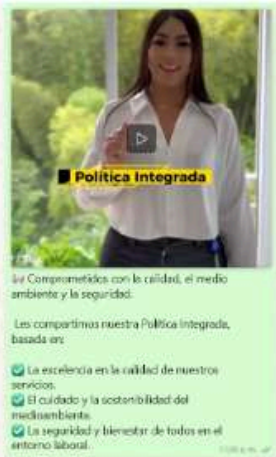 Política Integrada
Comprometidos con la calidad, el medio
ambiente y la seguridad.
Les compartimos nuestra Política Integrada,
basada en:
La excelencia en la calidad de nuestros
servicios.
El cuidado y la sostenibilidad del
medioambiente.
La seguridad y bienestar de todos en el
entorno laboral.